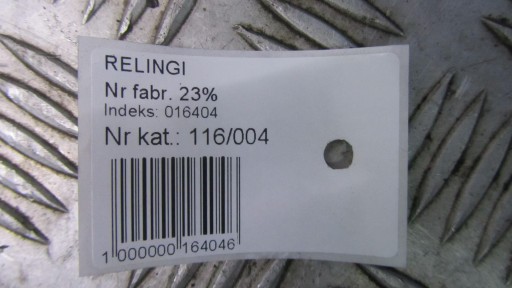 RELINGI
Nr fabr. 23%
Indeks: 016404
Nr kat.: 116/004
1 000000 164046